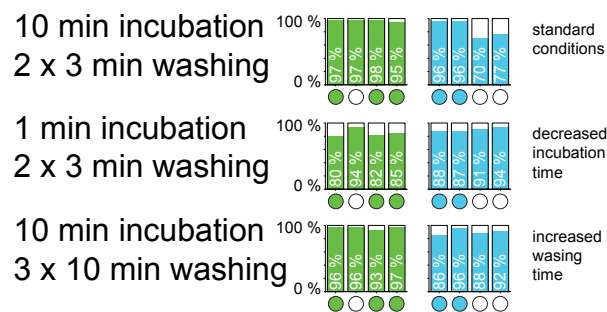 10 min incubation
2 x 3 min washing
100 %
0 %
97 %
97 %
98 %
95 %
96 %
96 %
70 %
77 %
standard
conditions
1 min incubation
2 x 3 min washing
100 %
0 %
80 %
94 %
82 %
85 %
88 %
87 %
91 %
94 %
decreased
incubation
time
10 min incubation
3 x 10 min washing
100 %
0 %
96 %
96 %
93 %
97 %
86 %
96 %
88 %
92 %
increased
wasing
time